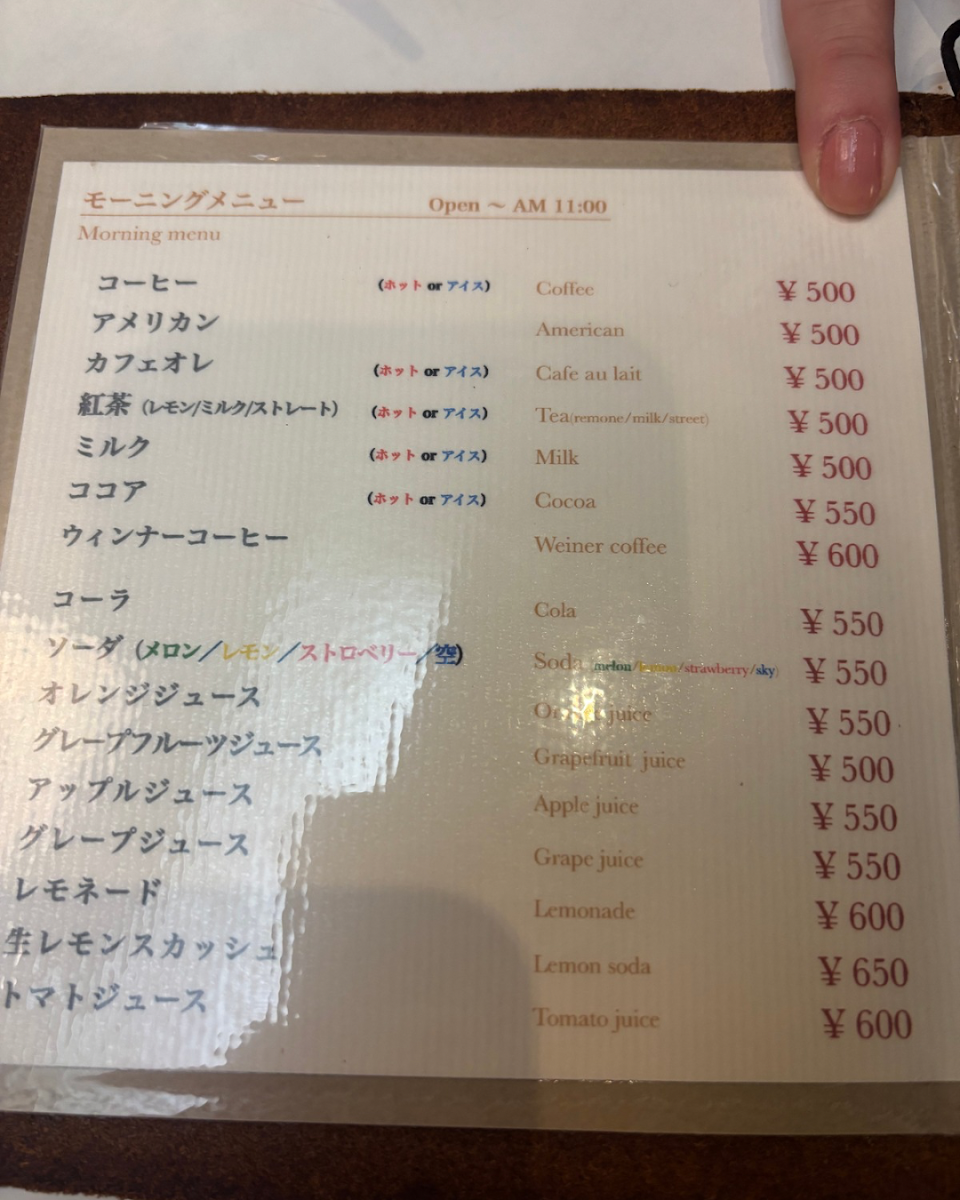 モーニングメニュー Open ～ AM 11:00
Morning menu
コーヒー (ホット or アイス) Coffee ¥ 500
アメリカン American ¥ 500
カフェオレ (ホット or アイス) Cafe au lait ¥ 500
紅茶 (レモン/ミルク/ストレート) (ホット or アイス) Tea(remone/milk/street) ¥ 500
ミルク (ホット or アイス) Milk ¥ 500
ココア (ホット or アイス) Cocoa ¥ 550
ウィンナーコーヒー Weiner coffee ¥ 600
コーラ Cola ¥ 550
ソーダ (メロン/レモン/ストロベリー/空) Soda (melon/lemon/strawberry/sky) ¥ 550
オレンジジュース Orange juice ¥ 550
グレープフルーツジュース Grapefruit juice ¥ 500
アップルジュース Apple juice ¥ 550
グレープジュース Grape juice ¥ 550
レモネード Lemonade ¥ 600
生レモンスカッシュ Lemon soda ¥ 650
トマトジュース Tomato juice ¥ 600